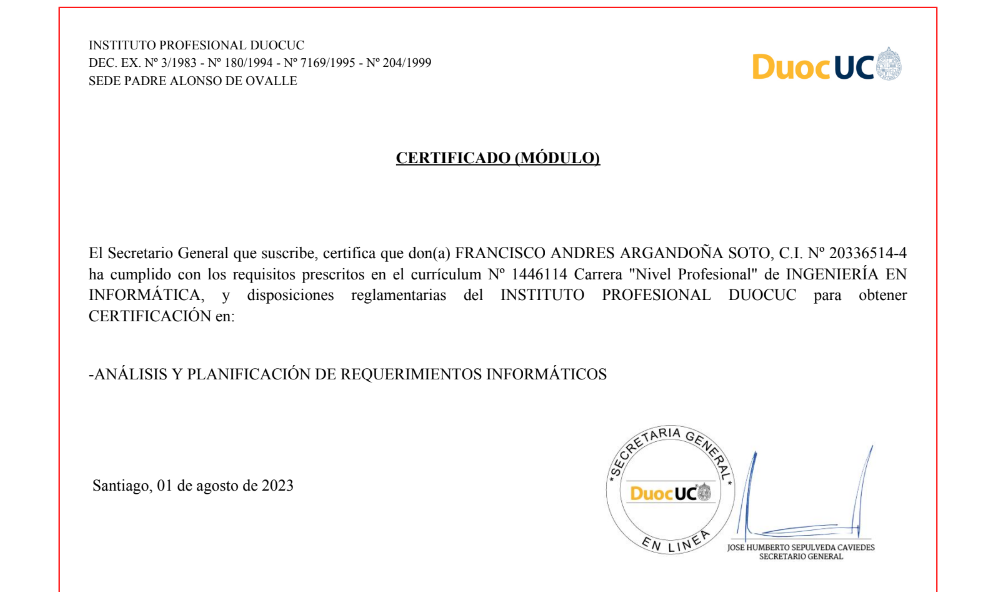 INSTITUTO PROFESIONAL DUOCUC
DEC. EX. Nº 3/1983 - Nº 180/1994 - Nº 7169/1995 - Nº 204/1999
SEDE PADRE ALONSO DE OVALLE
DuocUC
CERTIFICADO (MÓDULO)
El Secretario General que suscribe, certifica que don(a) FRANCISCO ANDRES ARGANDOÑA SOTO, C.I. Nº 20336514-4
ha cumplido con los requisitos prescritos en el currículum Nº 1446114 Carrera "Nivel Profesional" de INGENIERÍA EN
INFORMÁTICA, y disposiciones reglamentarias del INSTITUTO PROFESIONAL DUOCUC para obtener
CERTIFICACIÓN en:
-ANÁLISIS Y PLANIFICACIÓN DE REQUERIMIENTOS INFORMÁTICOS
Santiago, 01 de agosto de 2023
*SECRETARIA GENERAL*
DuocUC
EN LINEA
JOSE HUMBERTO SEPULVEDA CAVIEDES
SECRETARIO GENERAL